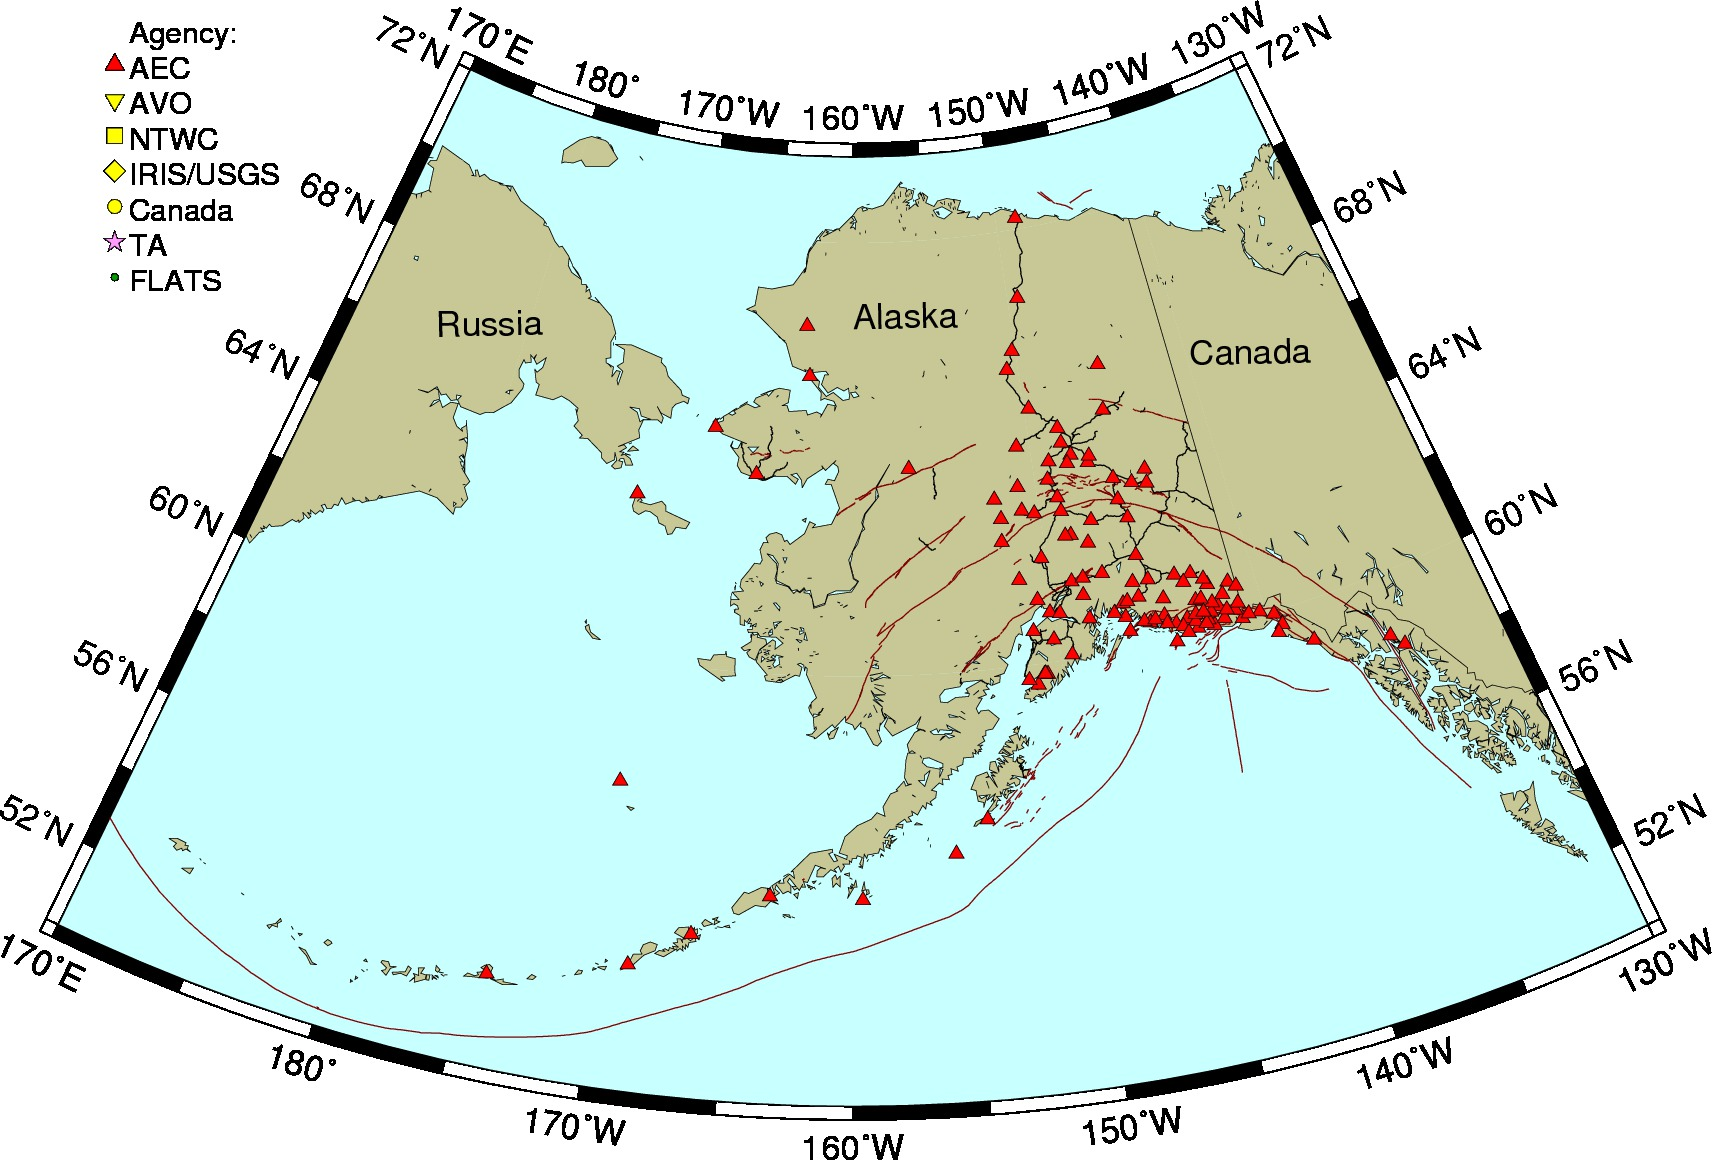 Agency:
AEC
AVO
NTWC
IRIS/USGS
Canada
TA
FLATS
170°E
180°
170°W
160°W
150°W
140°W
130°W
72°N
72°N
68°N
68°N
64°N
64°N
60°N
60°N
56°N
56°N
52°N
52°N
Russia
Alaska
Canada
170°E
180°
170°W
160°W
150°W
140°W
130°W